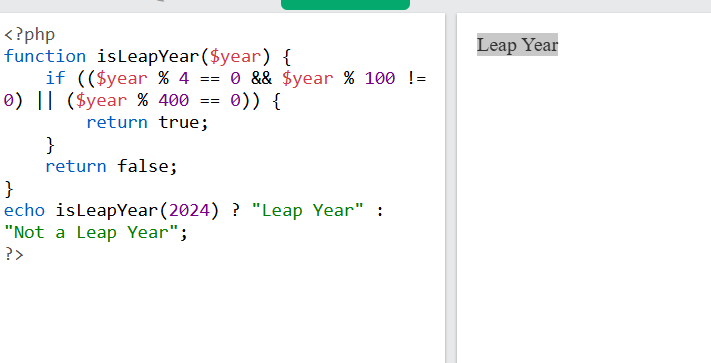 <?php
function isLeapYear($year) {
    if (($year % 4 == 0 && $year % 100 !=
0) || ($year % 400 == 0)) {
        return true;
    }
    return false;
}
echo isLeapYear(2024) ? "Leap Year" :
"Not a Leap Year";
?>
Leap Year